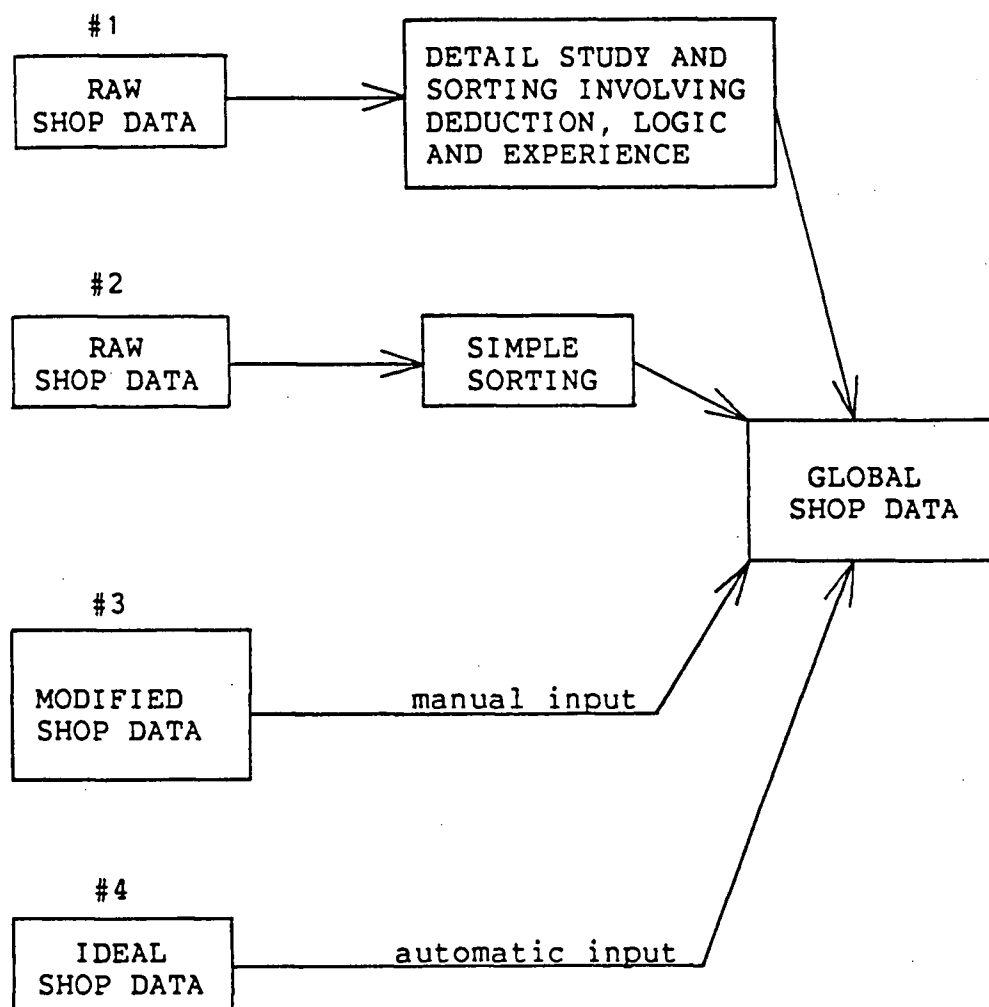 #1
RAW
SHOP DATA
DETAIL STUDY AND
SORTING INVOLVING
DEDUCTION, LOGIC
AND EXPERIENCE
#2
RAW
SHOP DATA
SIMPLE
SORTING
GLOBAL
SHOP DATA
#3
MODIFIED
SHOP DATA
manual input
#4
IDEAL
SHOP DATA
automatic input